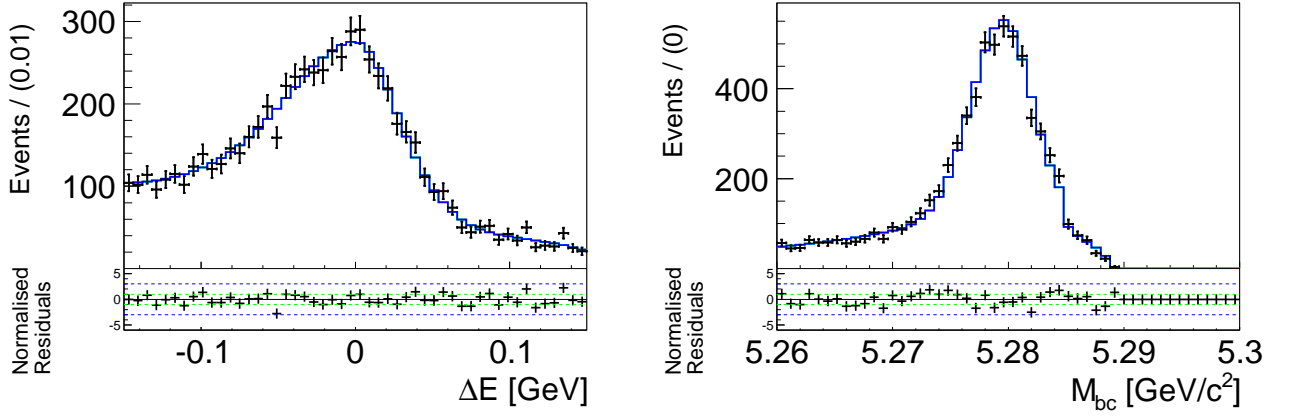 Events / (0.01)
300
200
100
Normalised
Residuals
5
0
-5
-0.1
0
0.1
ΔE [GeV]
Events / (0)
400
200
Normalised
Residuals
5
0
-5
5.26
5.27
5.28
5.29
5.3
M_bc [GeV/c²]